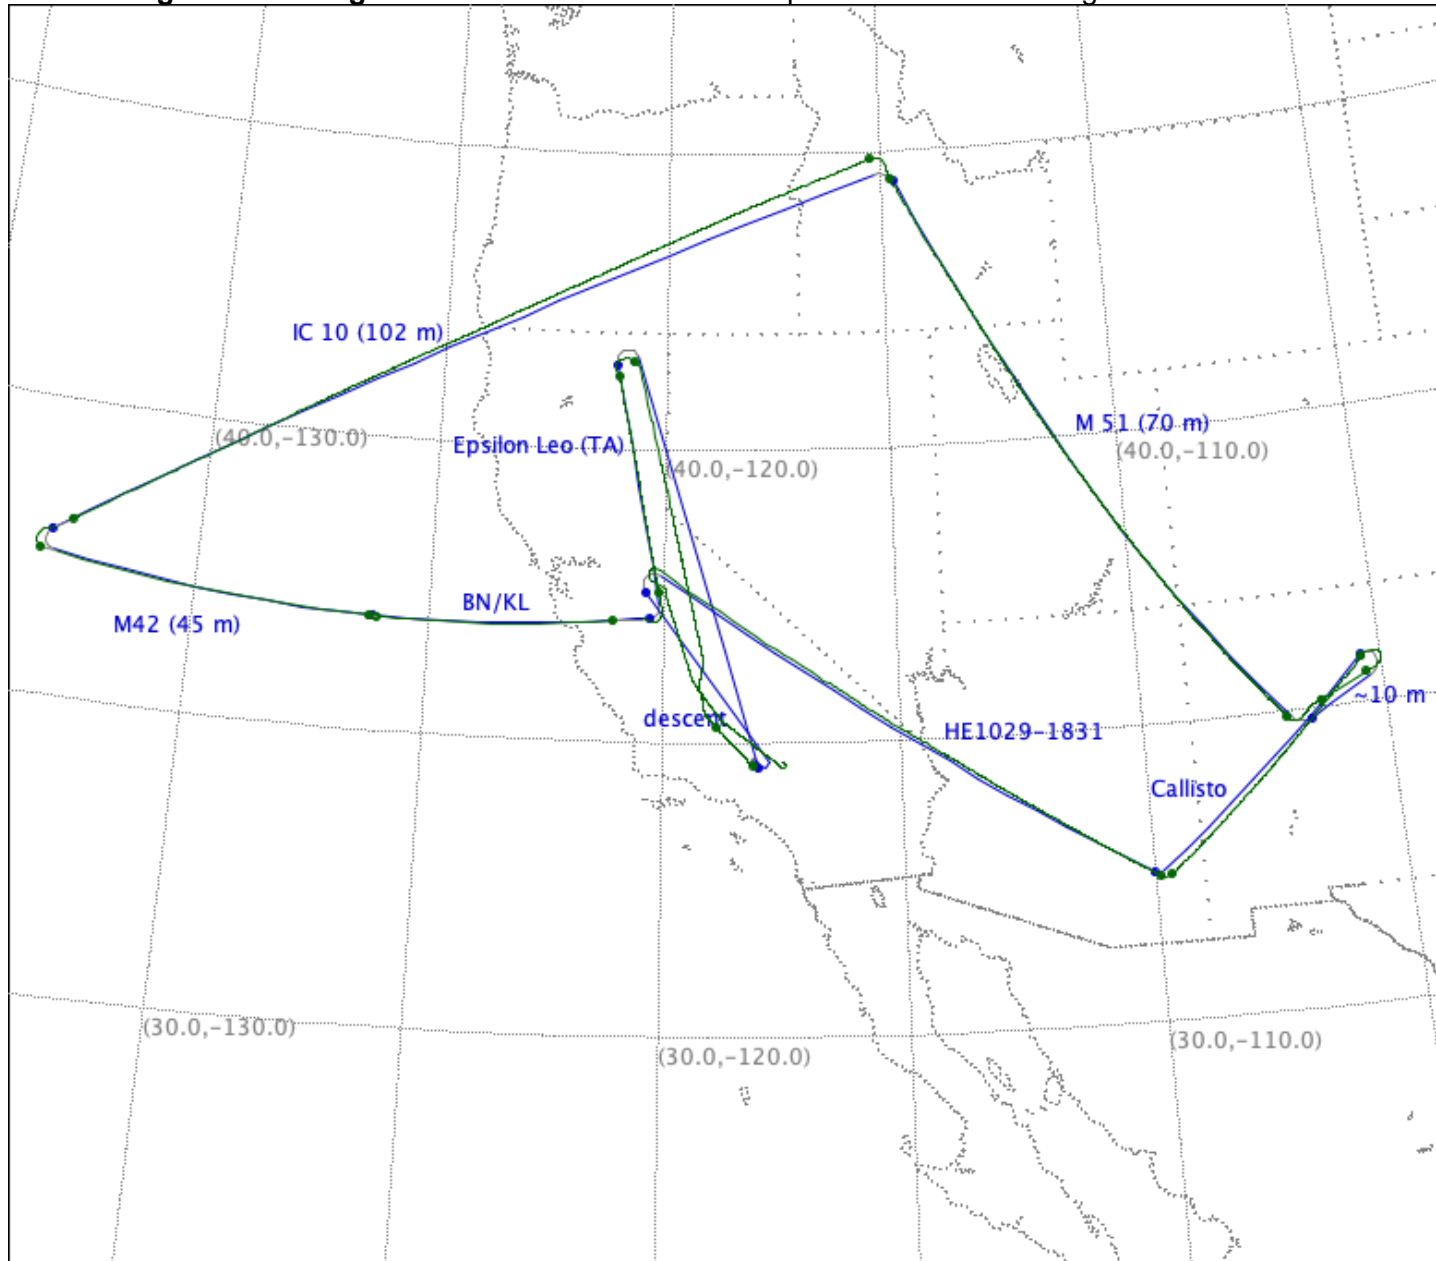 IC 10 (102 m)
M 51 (70 m)
(40.0,-130.0)
Epsilon Leo (TA)
(40.0,-110.0)
(40.0,-120.0)
BN/KL
M42 (45 m)
~10 m
descent
HE1029-1831
Callisto
(30.0,-130.0)
(30.0,-110.0)
(30.0,-120.0)